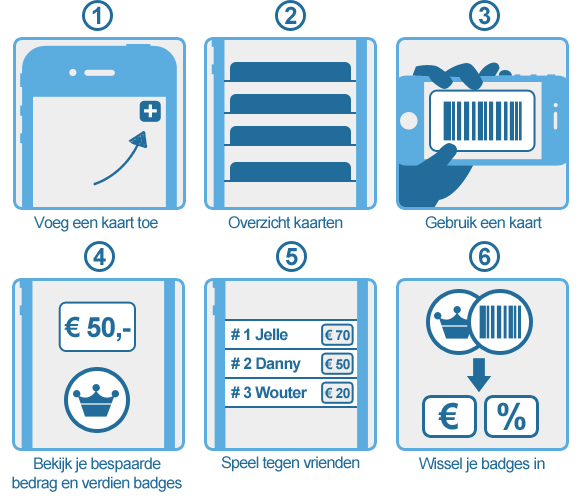 1
2
3
Voeg een kaart toe
Overzicht kaarten
Gebruik een kaart
4
5
6
€ 50,-
# 1 Jelle € 70
# 2 Danny € 50
# 3 Wouter € 20
€ %
Bekijk je bespaarde
bedrag en verdien badges
Speel tegen vrienden
Wissel je badges in